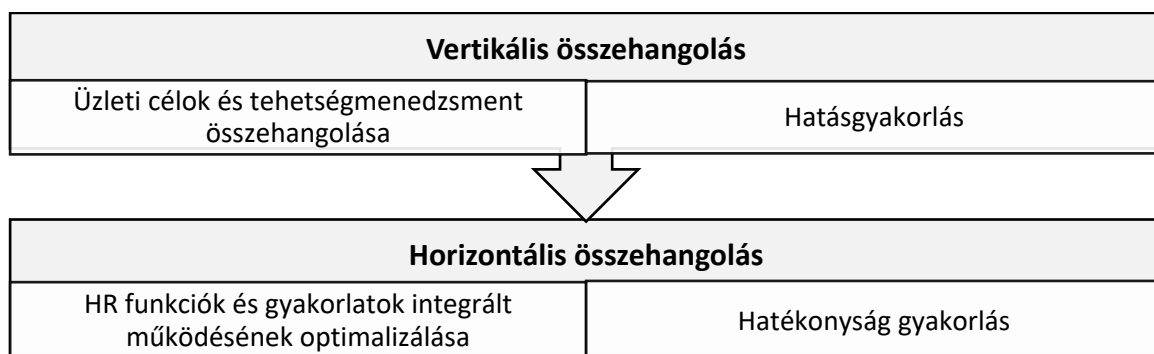 Vertikális összehangolás
Üzleti célok és tehetségmenedzsment
összehangolása
Hatásgyakorlás
Horizontális összehangolás
HR funkciók és gyakorlatok integrált
működésének optimalizálása
Hatékonyság gyakorlás